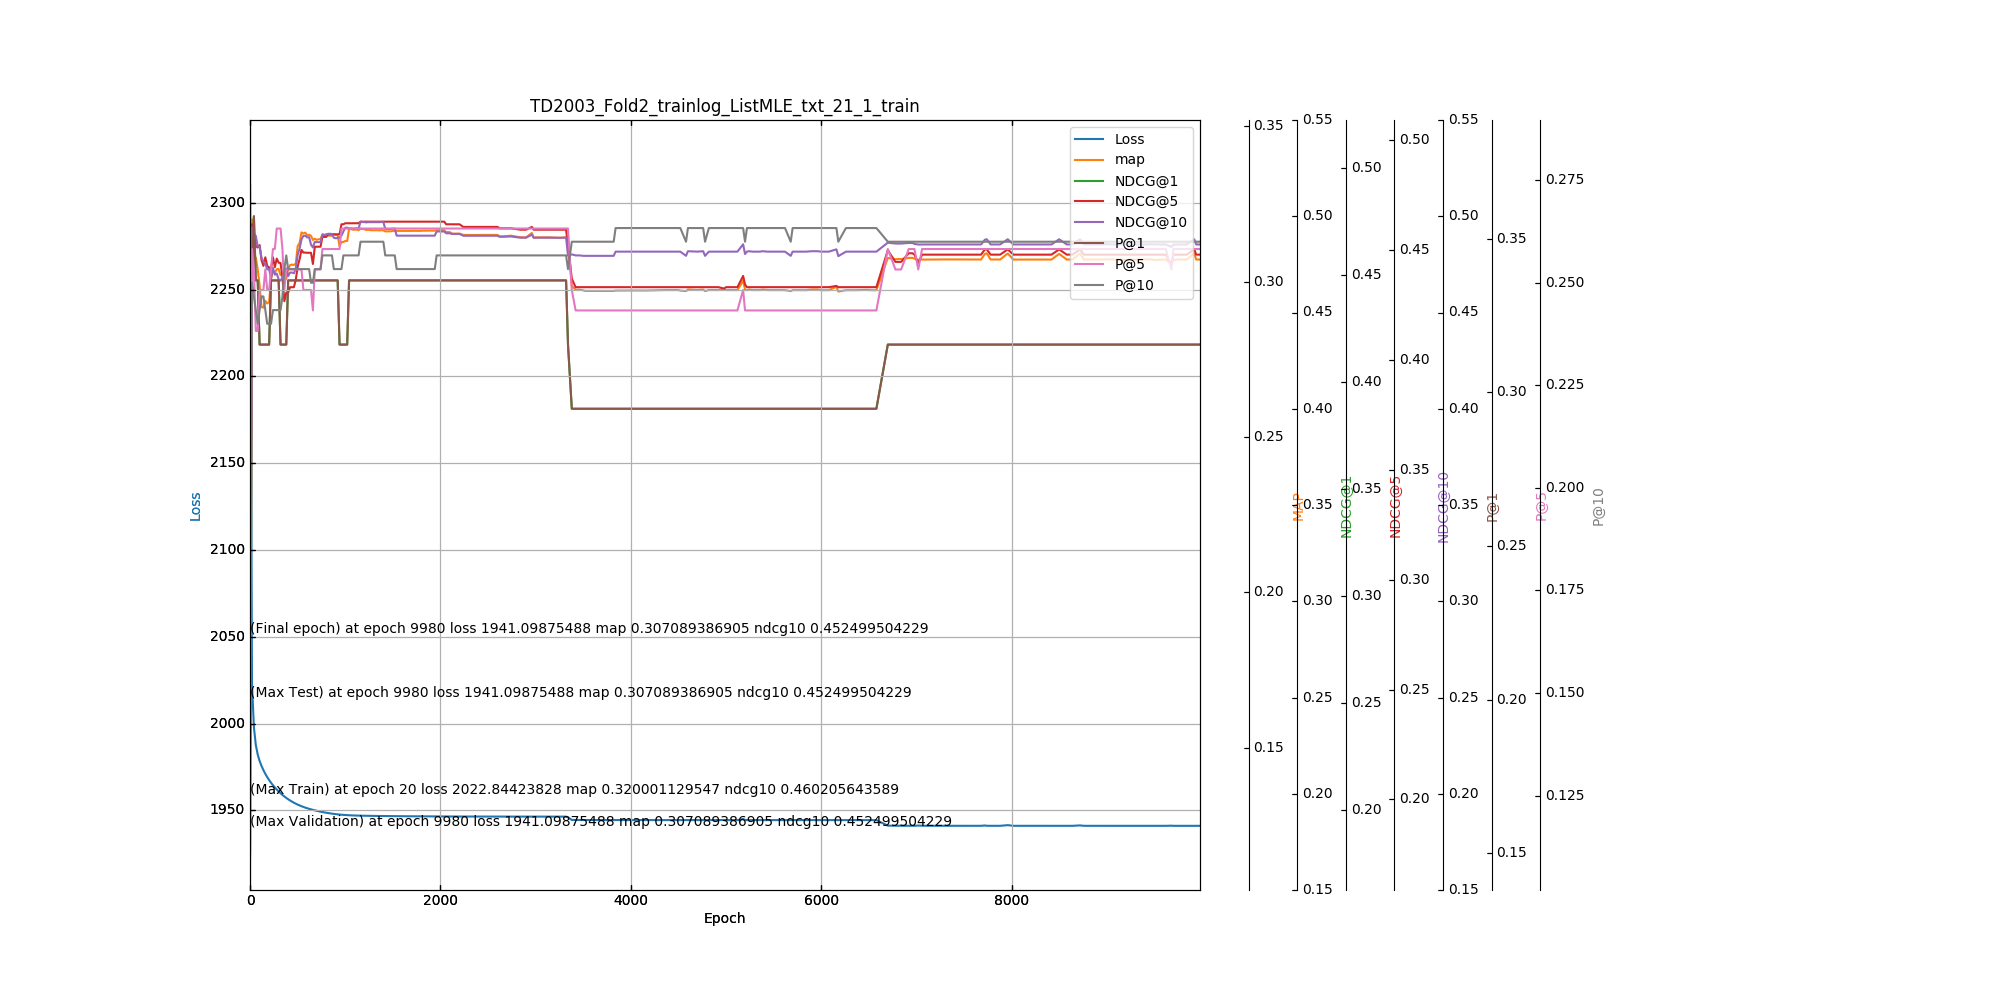 TD2003_Fold2_trainlog_ListMLE_txt_21_1_train
Loss
map
NDCG@1
NDCG@5
NDCG@10
P@1
P@5
P@10
2300
2250
2200
2150
2100
2050
2000
1950
Loss
(Final epoch) at epoch 9980 loss 1941.09875488 map 0.307089386905 ndcg10 0.452499504229
(Max Test) at epoch 9980 loss 1941.09875488 map 0.307089386905 ndcg10 0.452499504229
(Max Train) at epoch 20 loss 2022.84423828 map 0.320001129547 ndcg10 0.460205643589
(Max Validation) at epoch 9980 loss 1941.09875488 map 0.307089386905 ndcg10 0.452499504229
0 2000 4000 6000 8000
Epoch
0.35
0.30
0.25
0.20
0.15
MAP
0.55
0.50
0.45
0.40
0.35
0.30
0.25
0.20
0.15
NDCG@1
0.50
0.45
0.40
0.35
0.30
0.25
0.20
NDCG@5
0.50
0.45
0.40
0.35
0.30
0.25
0.20
NDCG@10
0.55
0.50
0.45
0.40
0.35
0.30
0.25
0.20
0.15
P@1
0.35
0.30
0.25
0.20
0.15
P@5
0.275
0.250
0.225
0.200
0.175
0.150
0.125
P@10